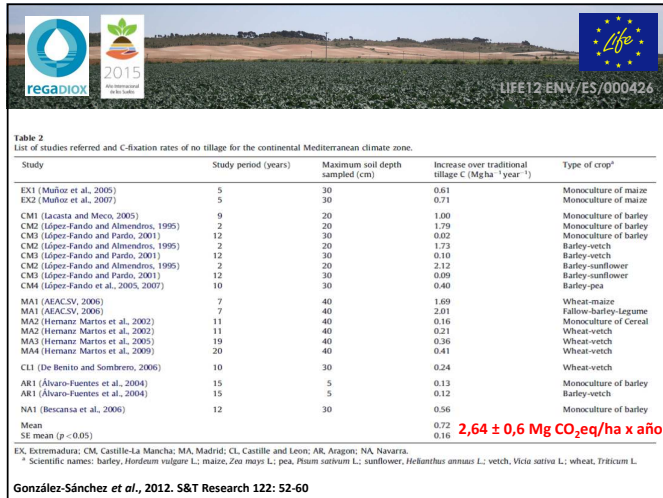 regaDIOX
2015
Año Internacional
de los Suelos
Life
LIFE12 ENV/ES/000426
Table 2
List of studies referred and C-fixation rates of no tillage for the continental Mediterranean climate zone.
Study Study period (years) Maximum soil depth sampled (cm) Increase over traditional tillage C (Mg ha⁻¹ year⁻¹) Type of cropᵃ
EX1 (Muñoz et al., 2005) 5 30 0.61 Monoculture of maize
EX2 (Muñoz et al., 2007) 5 30 0.71 Monoculture of maize
CM1 (Lacasta and Meco, 2005) 9 20 1.00 Monoculture of barley
CM2 (López-Fando and Almendros, 1995) 2 20 1.79 Monoculture of barley
CM3 (López-Fando and Pardo, 2001) 12 30 0.02 Monoculture of barley
CM2 (López-Fando and Almendros, 1995) 2 20 1.73 Barley-vetch
CM3 (López-Fando and Pardo, 2001) 12 30 0.10 Barley-vetch
CM2 (López-Fando and Almendros, 1995) 2 20 2.12 Barley-sunflower
CM3 (López-Fando and Pardo, 2001) 12 30 0.09 Barley-sunflower
CM4 (López-Fando et al., 2005, 2007) 10 30 0.40 Barley-pea
MA1 (AEAC.SV, 2006) 7 40 1.69 Wheat-maize
MA1 (AEAC.SV, 2006) 7 40 2.01 Fallow-barley-Legume
MA2 (Hernanz Martos et al., 2002) 11 40 0.16 Monoculture of Cereal
MA2 (Hernanz Martos et al., 2002) 11 40 0.21 Wheat-vetch
MA3 (Hernanz Martos et al., 2005) 19 40 0.36 Wheat-vetch
MA4 (Hernanz Martos et al., 2009) 20 40 0.41 Wheat-vetch
CL1 (De Benito and Sombrero, 2006) 10 30 0.24 Wheat-vetch
AR1 (Álvaro-Fuentes et al., 2004) 15 5 0.13 Monoculture of barley
AR1 (Álvaro-Fuentes et al., 2004) 15 5 0.12 Barley-vetch
NA1 (Bescansa et al., 2006) 12 30 0.56 Monoculture of barley
Mean 0.72
SE mean (p < 0.05) 0.16
2,64 ± 0,6 Mg CO₂eq/ha x año
EX, Extremadura; CM, Castille-La Mancha; MA, Madrid; CL, Castille and Leon; AR, Aragon; NA, Navarra.
ᵃ Scientific names: barley, Hordeum vulgare L.; maize, Zea mays L.; pea, Pisum sativum L.; sunflower, Helianthus annuus L.; vetch, Vicia sativa L.; wheat, Triticum L.
González-Sánchez et al., 2012. S&T Research 122: 52-60